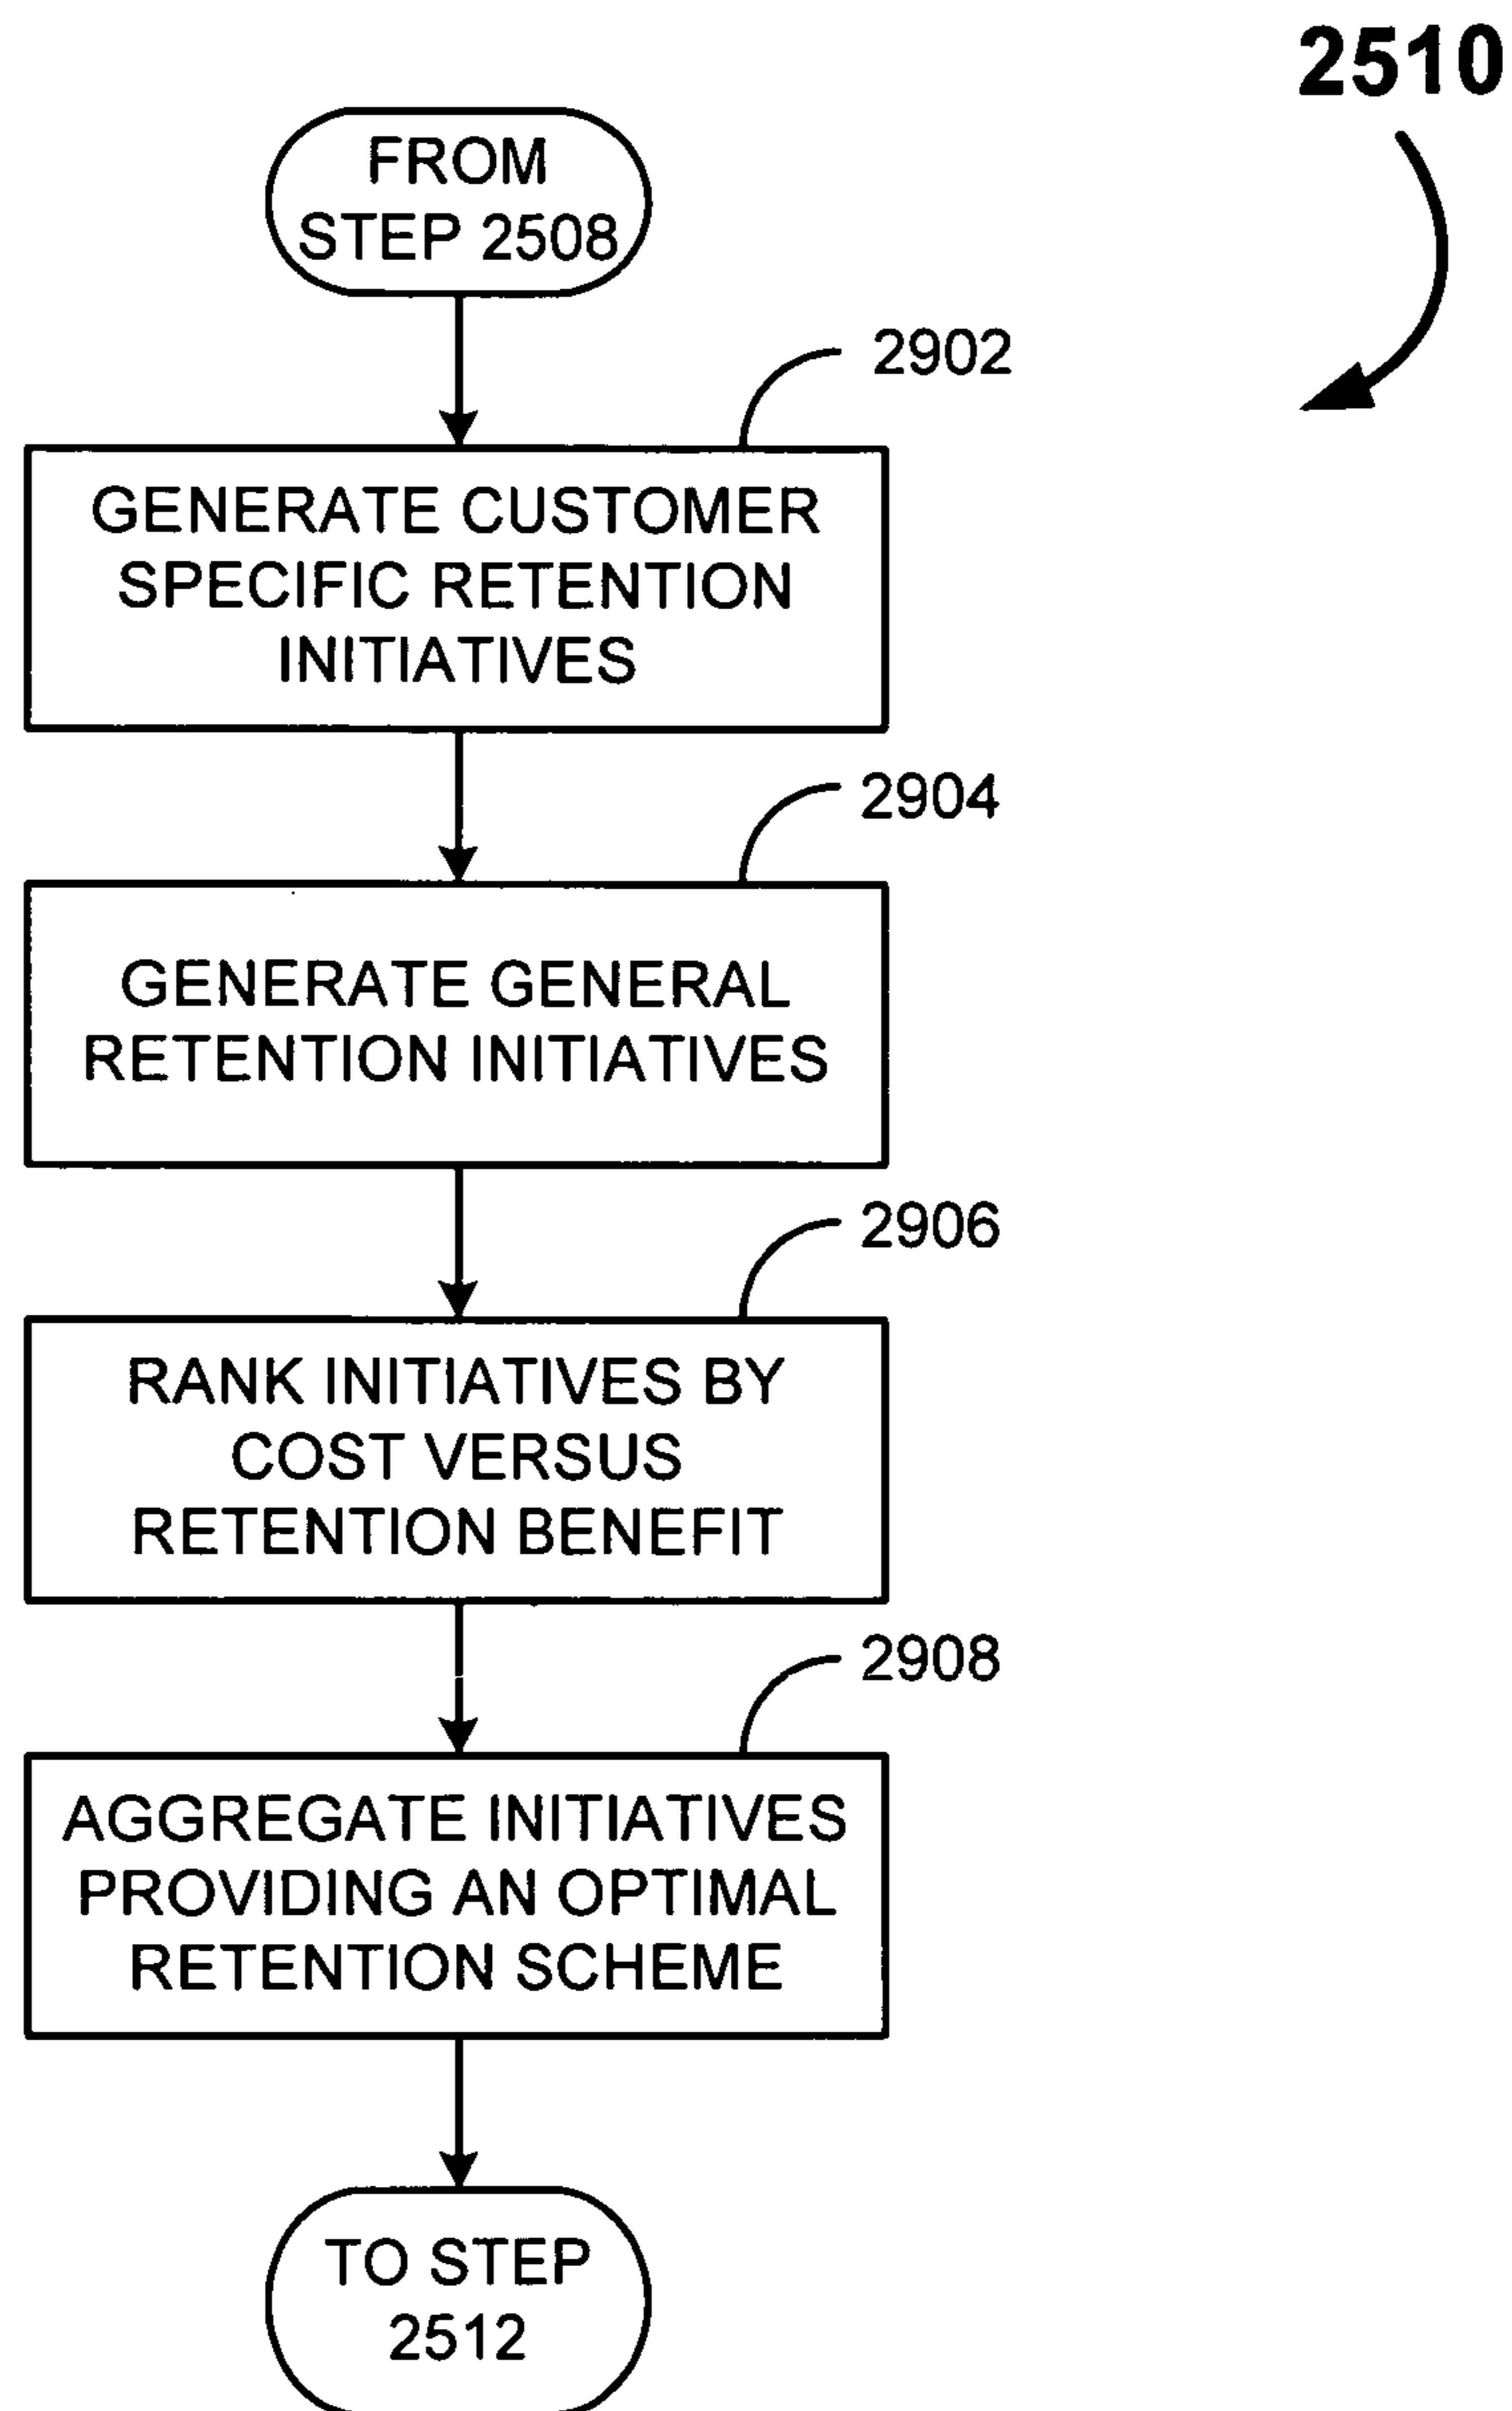 2510
FROM
STEP 2508
2902
GENERATE CUSTOMER
SPECIFIC RETENTION
INITIATIVES
2904
GENERATE GENERAL
RETENTION INITIATIVES
2906
RANK INITIATIVES BY
COST VERSUS
RETENTION BENEFIT
2908
AGGREGATE INITIATIVES
PROVIDING AN OPTIMAL
RETENTION SCHEME
TO STEP
2512